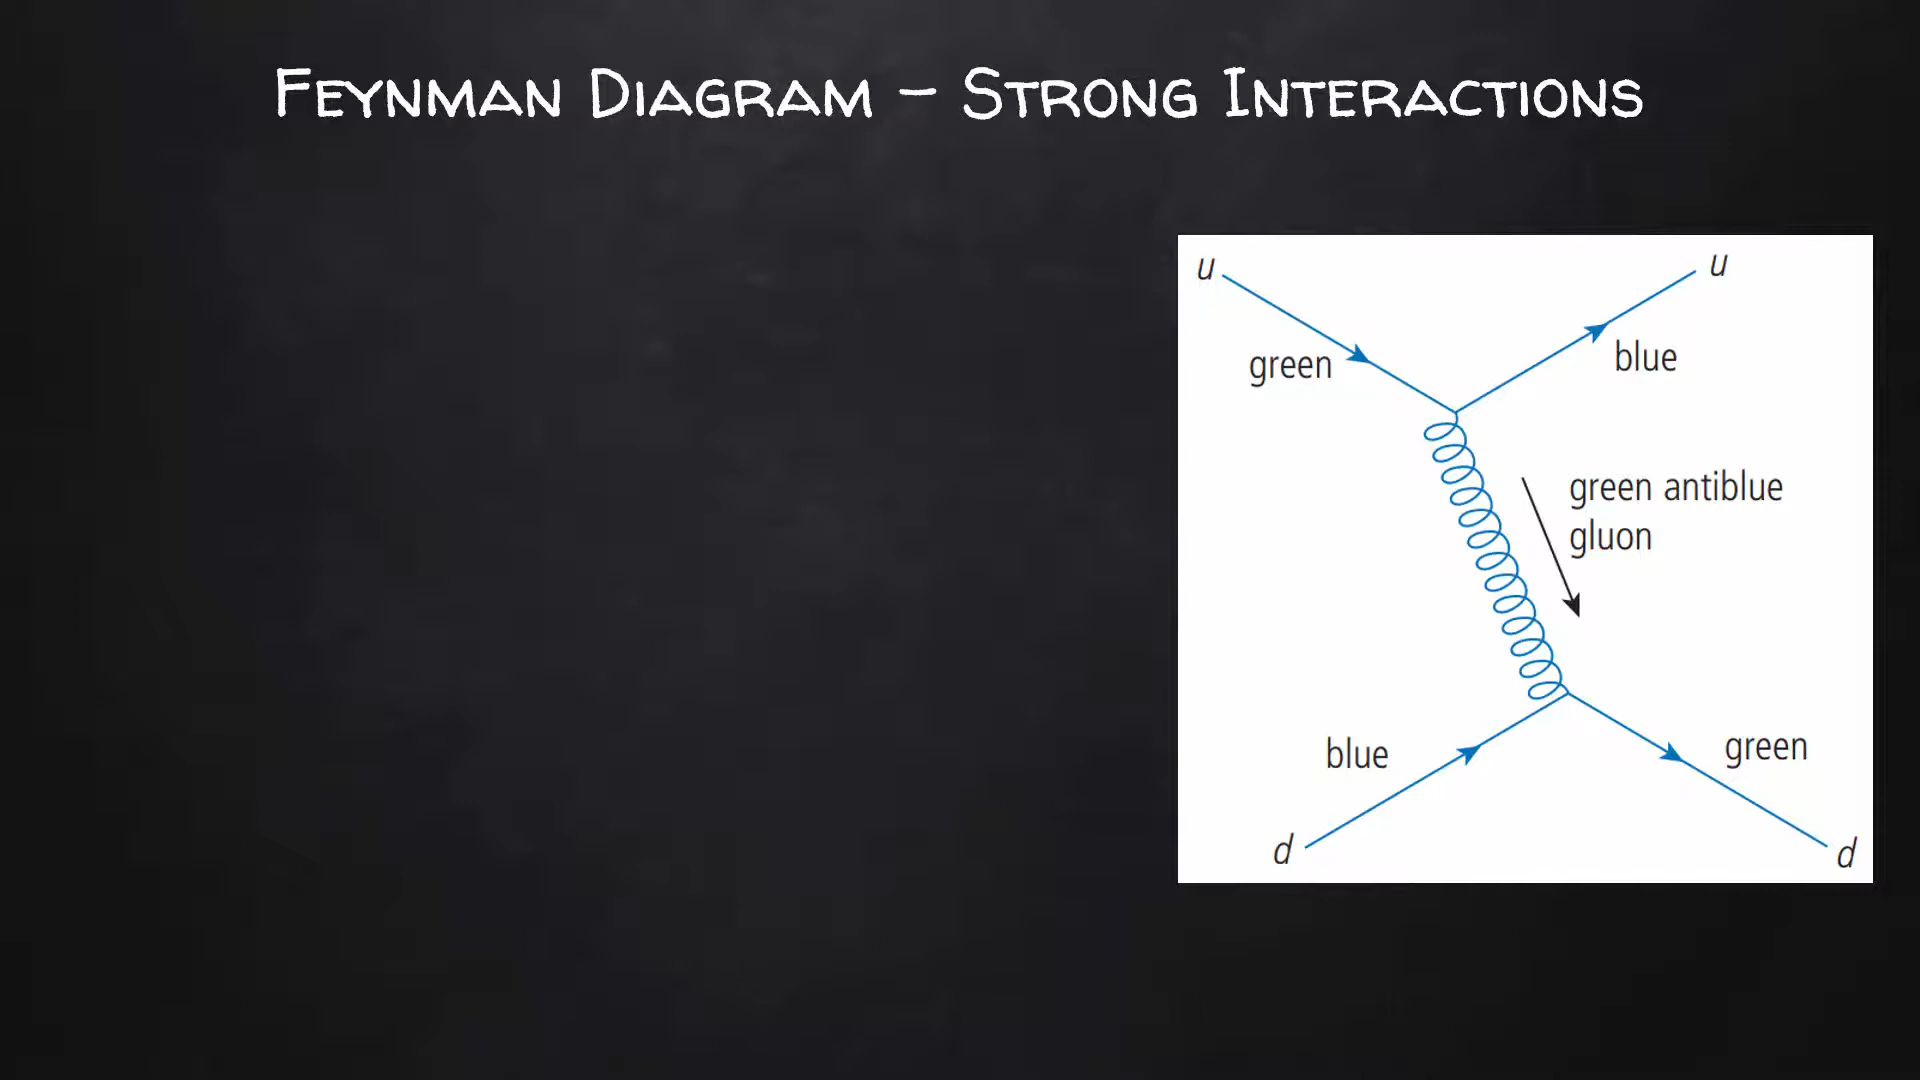 Feynman Diagram – Strong Interactions
u
u
green
blue
green antiblue
gluon
blue
green
d
d